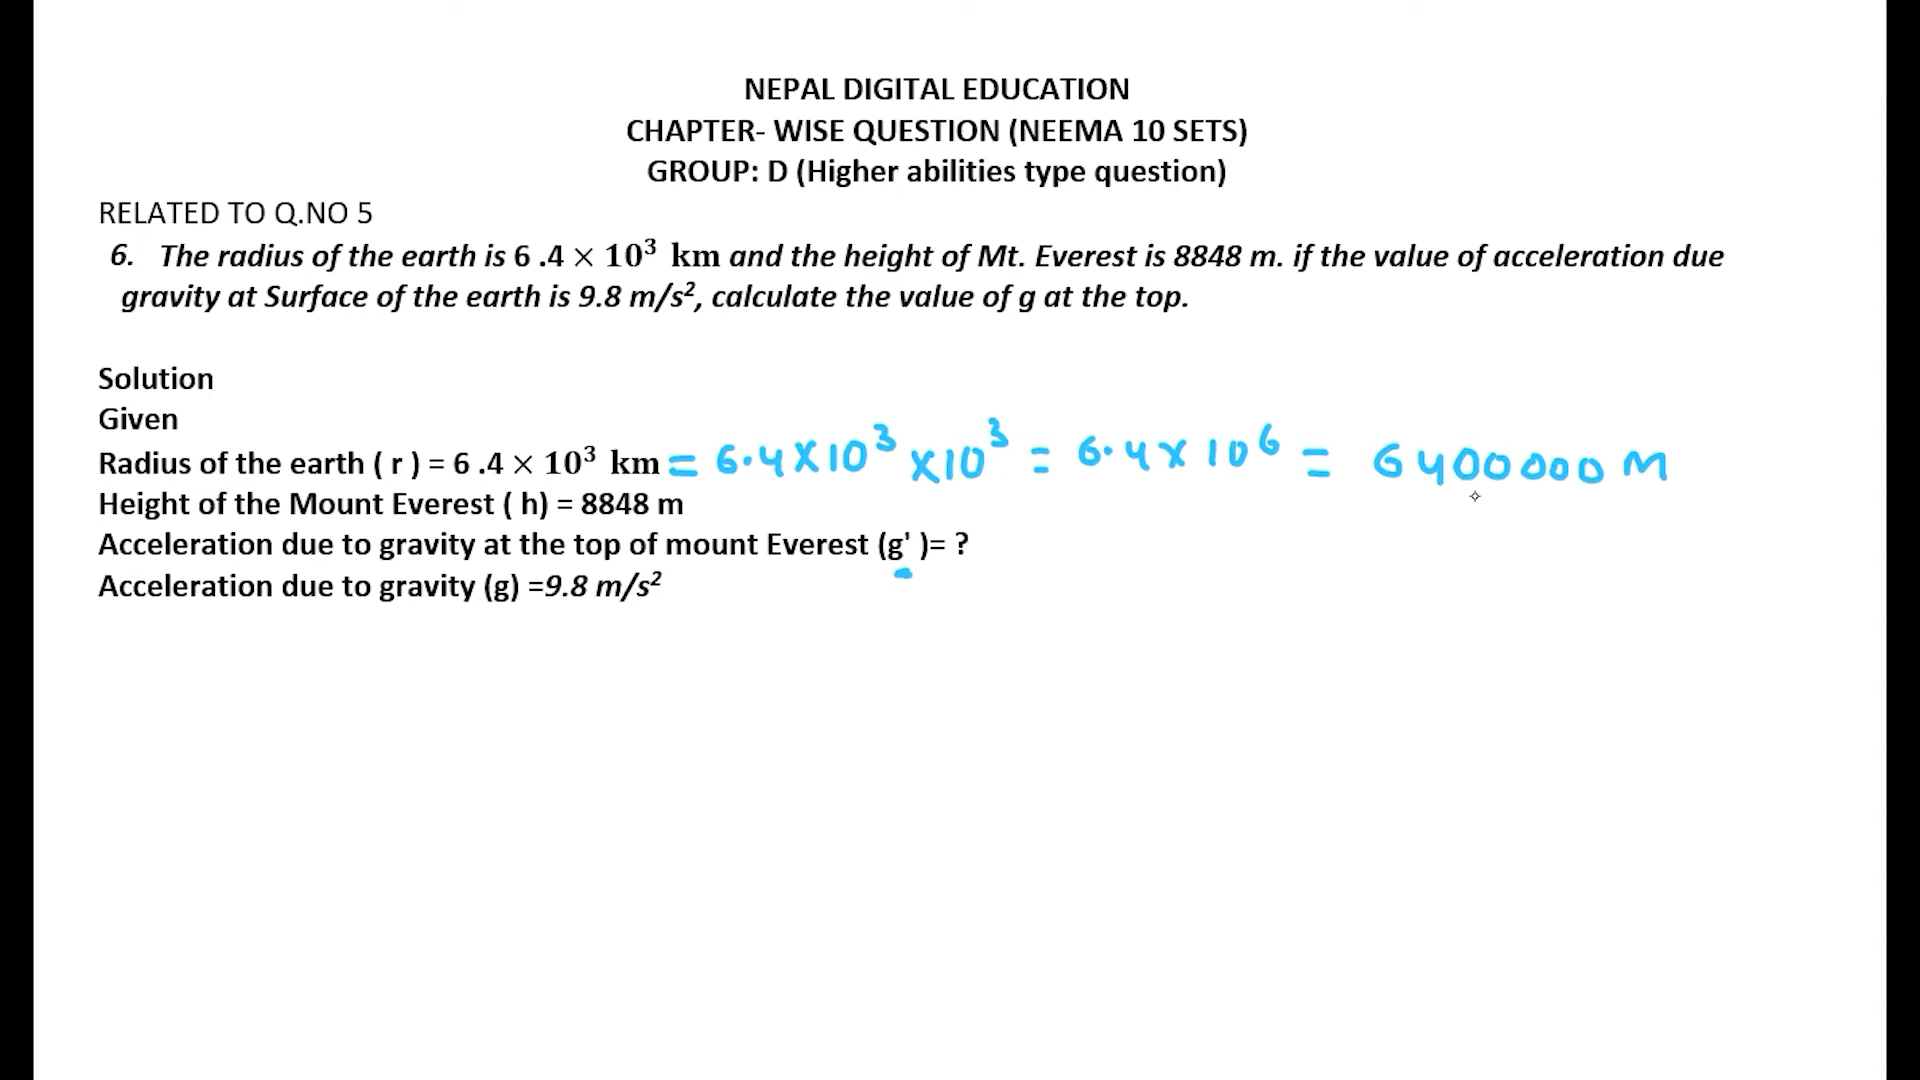 NEPAL DIGITAL EDUCATION
CHAPTER- WISE QUESTION (NEEMA 10 SETS)
GROUP: D (Higher abilities type question)
RELATED TO Q.NO 5
6. The radius of the earth is 6 .4 × 10³ km and the height of Mt. Everest is 8848 m. if the value of acceleration due
gravity at Surface of the earth is 9.8 m/s², calculate the value of g at the top.
Solution
Given
Radius of the earth ( r ) = 6 .4 × 10³ km = 6.4×10³ ×10³ = 6.4×10⁶ = 6400000 M
Height of the Mount Everest ( h) = 8848 m
Acceleration due to gravity at the top of mount Everest (g' )= ?
Acceleration due to gravity (g) =9.8 m/s²